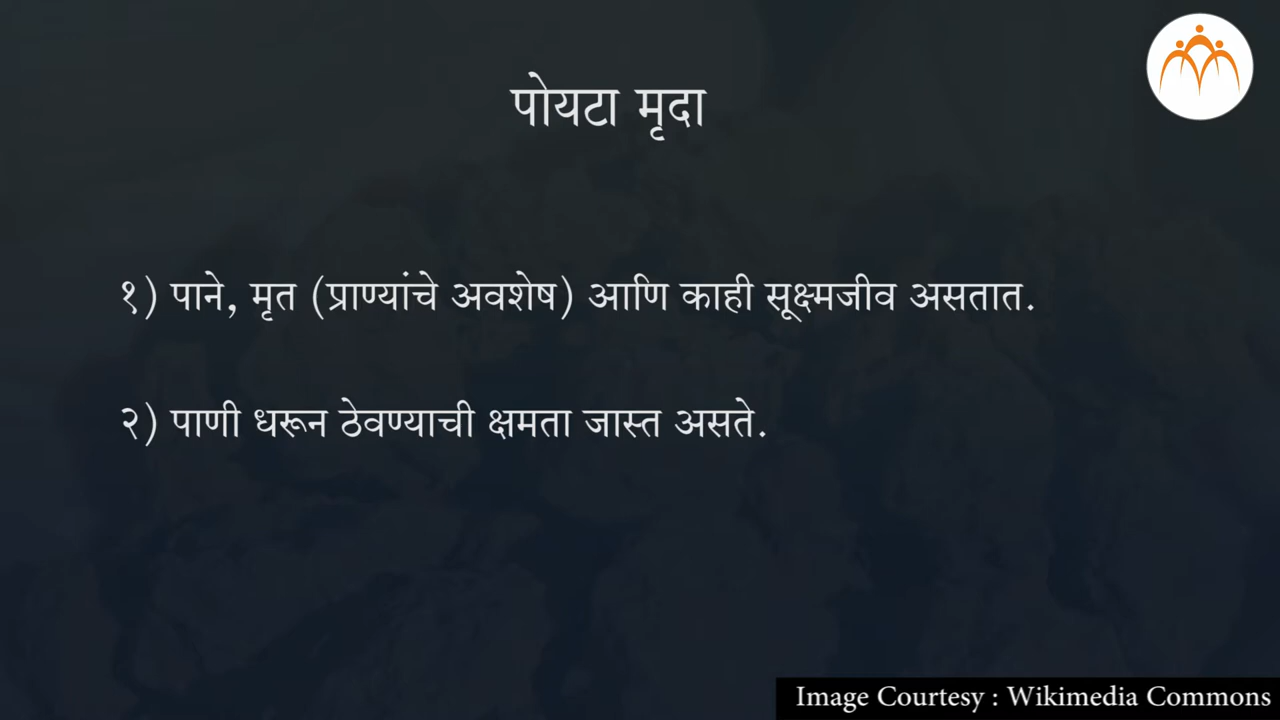 पोयटा मृदा
१) पाने, मृत (प्राण्यांचे अवशेष) आणि काही सूक्ष्मजीव असतात.
२) पाणी धरून ठेवण्याची क्षमता जास्त असते.
Image Courtesy : Wikimedia Commons